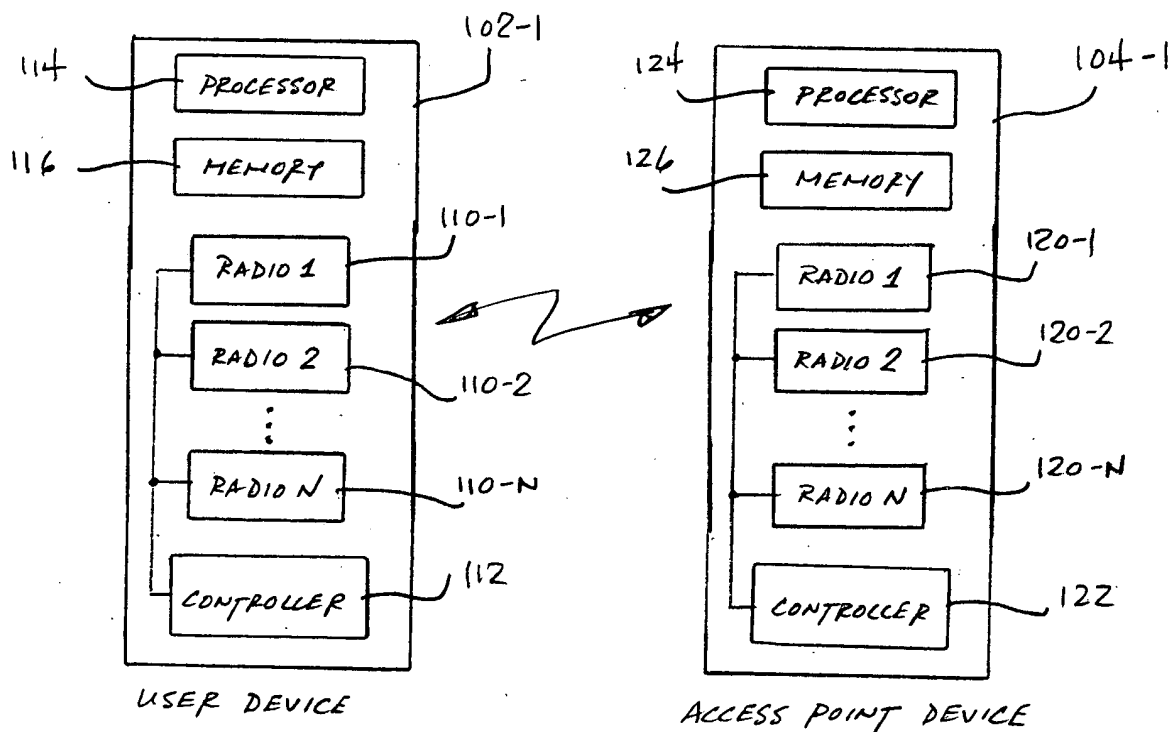 102-1
114
PROCESSOR
116
MEMORY
110-1
RADIO 1
RADIO 2
110-2
RADIO N
110-N
CONTROLLER
112
USER DEVICE
104-1
124
PROCESSOR
126
MEMORY
120-1
RADIO 1
120-2
RADIO 2
120-N
RADIO N
CONTROLLER
122
ACCESS POINT DEVICE